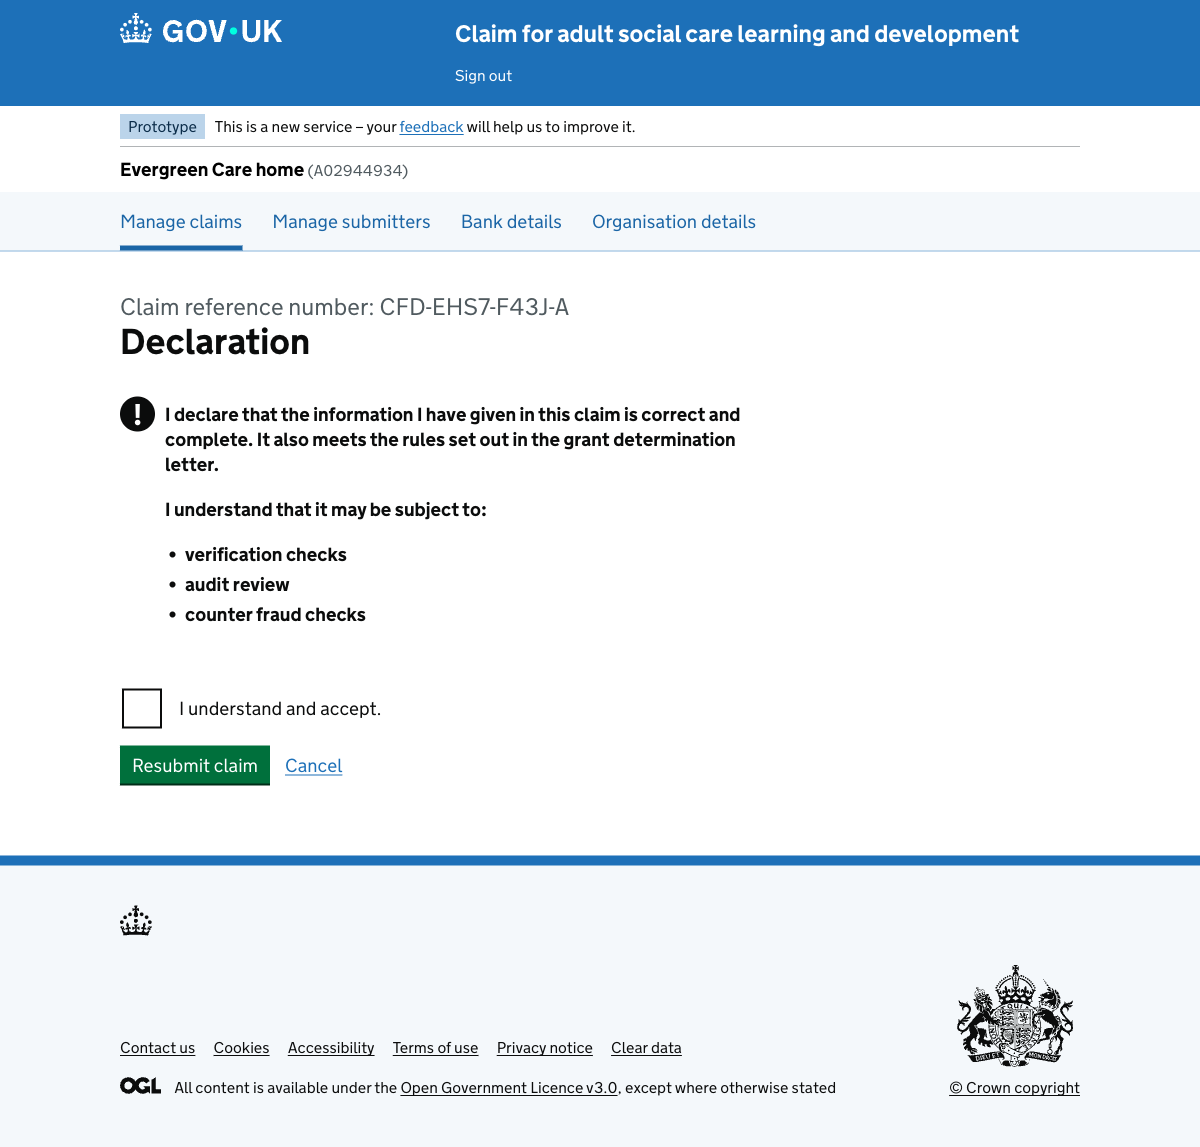 GOV·UK
Claim for adult social care learning and development
Sign out
Prototype This is a new service – your feedback will help us to improve it.
Evergreen Care home (A02944934)
Manage claims Manage submitters Bank details Organisation details
Claim reference number: CFD-EHS7-F43J-A
Declaration
! I declare that the information I have given in this claim is correct and
complete. It also meets the rules set out in the grant determination
letter.
I understand that it may be subject to:
• verification checks
• audit review
• counter fraud checks
I understand and accept.
Resubmit claim Cancel
Contact us Cookies Accessibility Terms of use Privacy notice Clear data
OGL All content is available under the Open Government Licence v3.0, except where otherwise stated
© Crown copyright